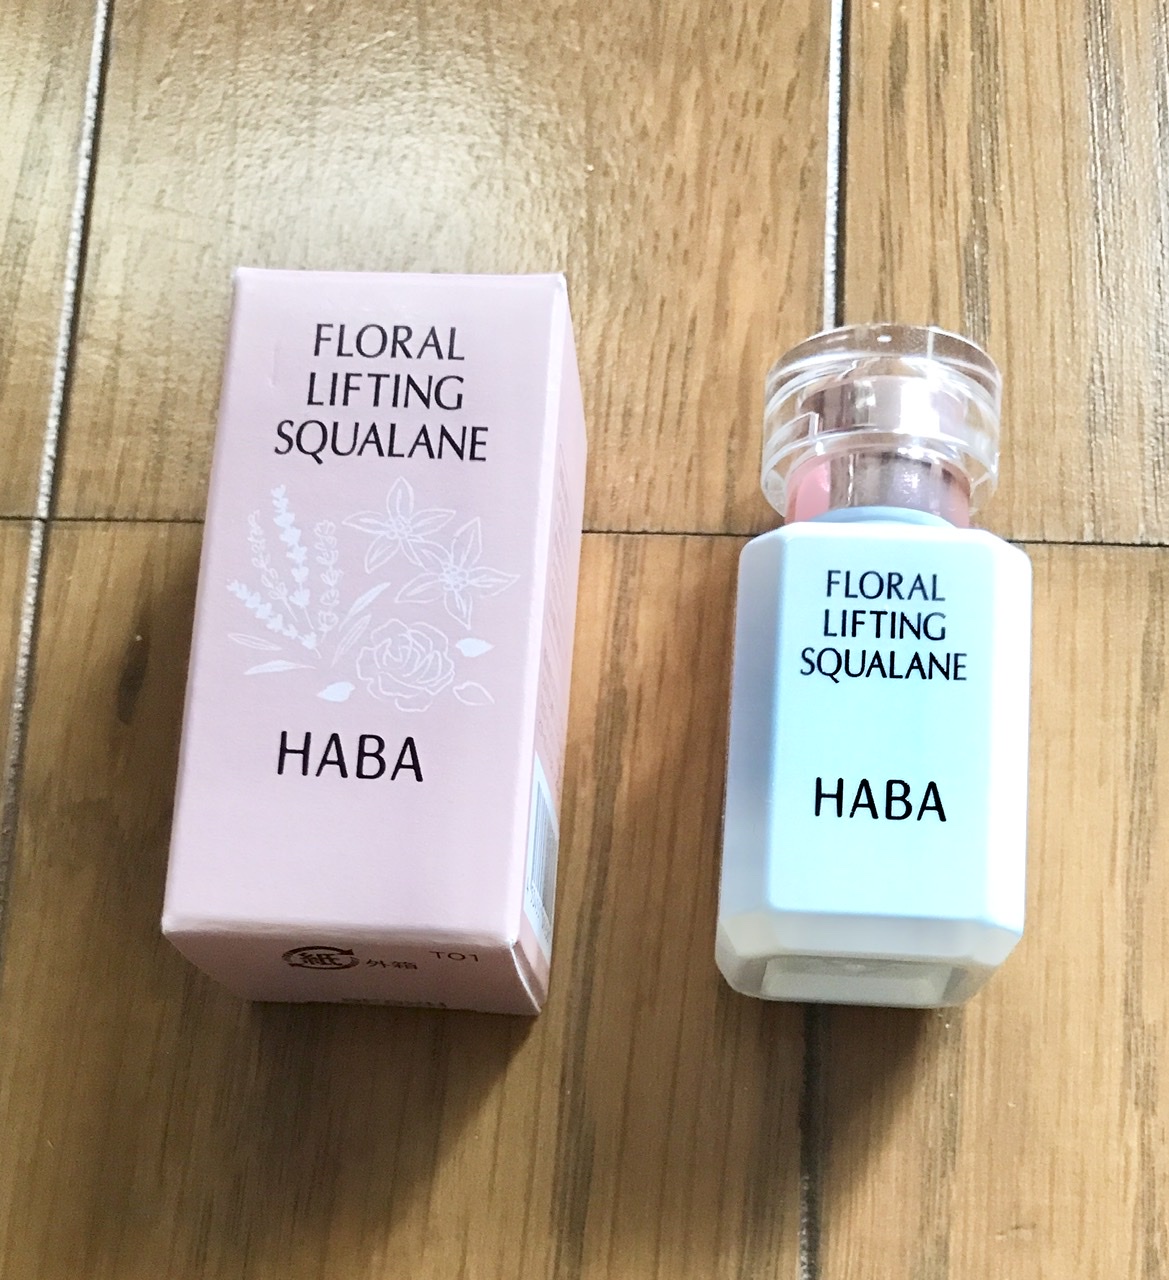 FLORAL
LIFTING
SQUALANE
HABA
紙 外箱 T01
FLORAL
LIFTING
SQUALANE
HABA